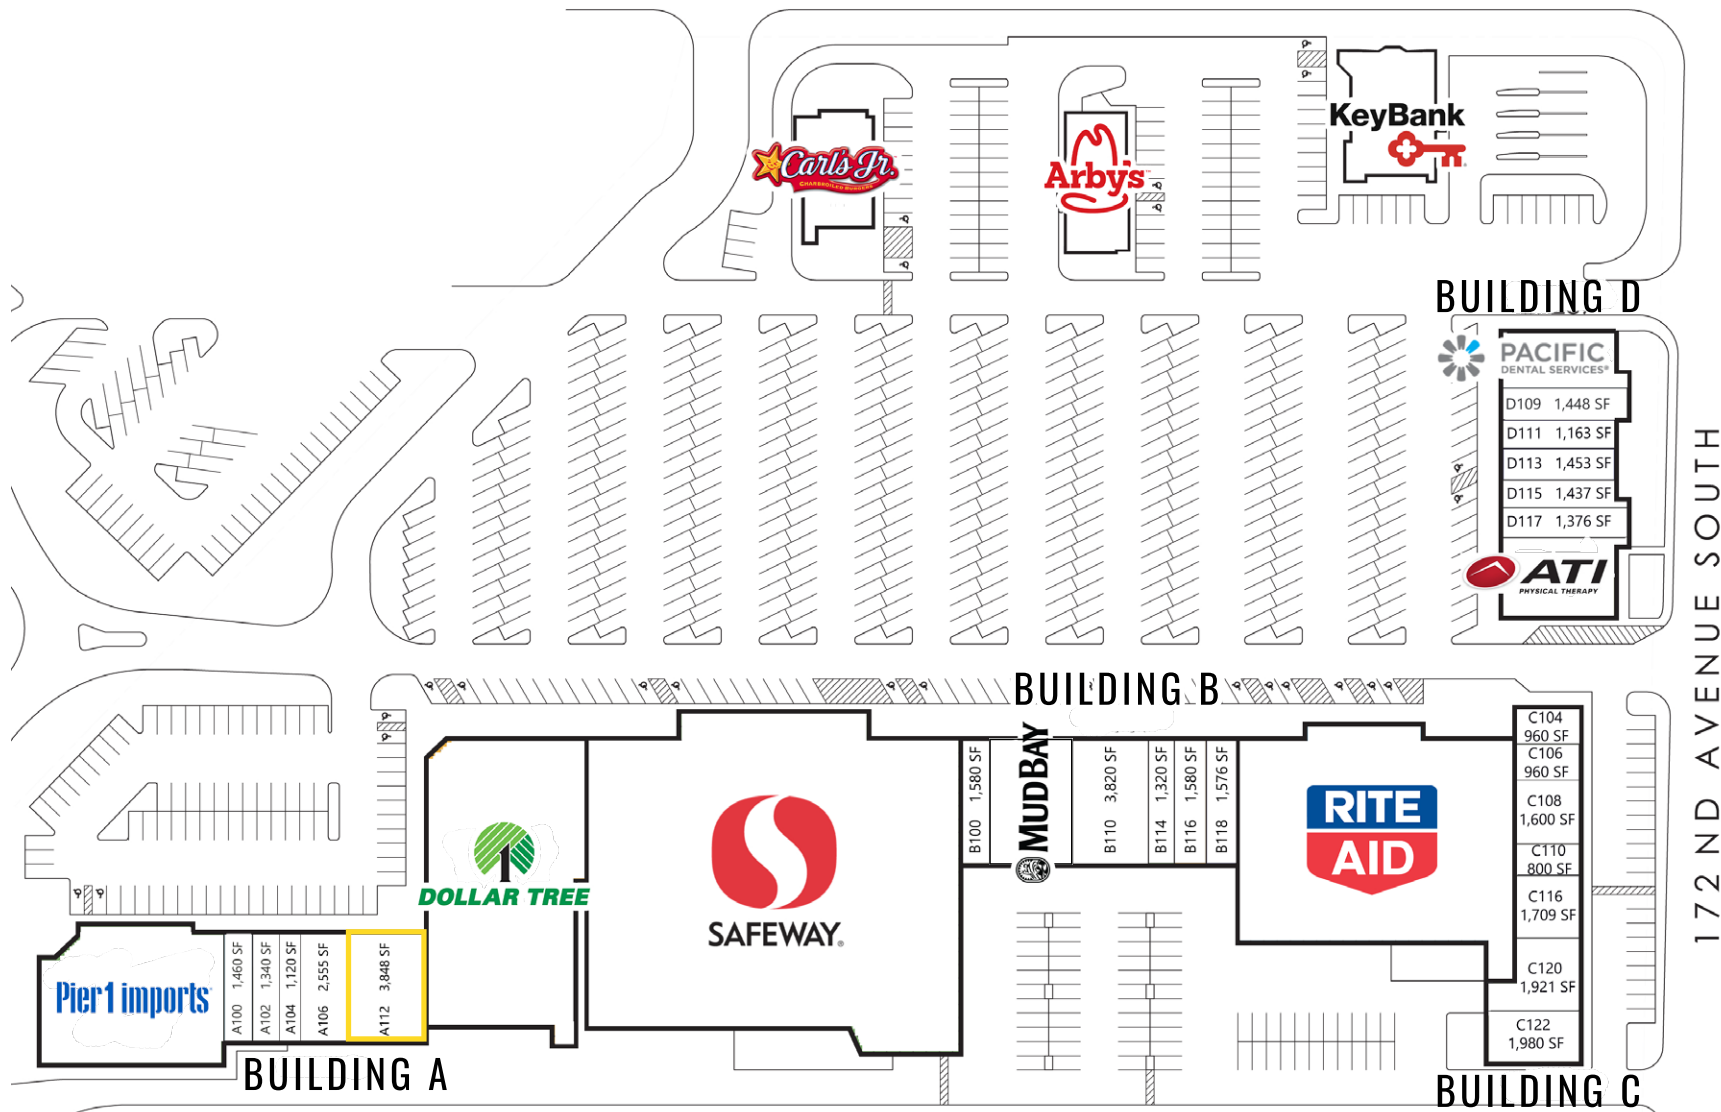 KeyBank
Carl's Jr.
CHARBROILED BURGERS
Arby's
BUILDING D
PACIFIC
DENTAL SERVICES®
D109 1,448 SF
D111 1,163 SF
D113 1,453 SF
D115 1,437 SF
D117 1,376 SF
ATI
PHYSICAL THERAPY
172ND AVENUE SOUTH
BUILDING B
DOLLAR TREE
SAFEWAY®
B100 1,580 SF
MUDBAY
B110 3,820 SF
B114 1,320 SF
B116 1,580 SF
B118 1,576 SF
RITE
AID
C104
960 SF
C106
960 SF
C108
1,600 SF
C110
800 SF
C116
1,709 SF
C120
1,921 SF
C122
1,980 SF
BUILDING C
Pier 1 imports
A100 1,460 SF
A102 1,340 SF
A104 1,120 SF
A106 2,555 SF
A112 3,848 SF
BUILDING A